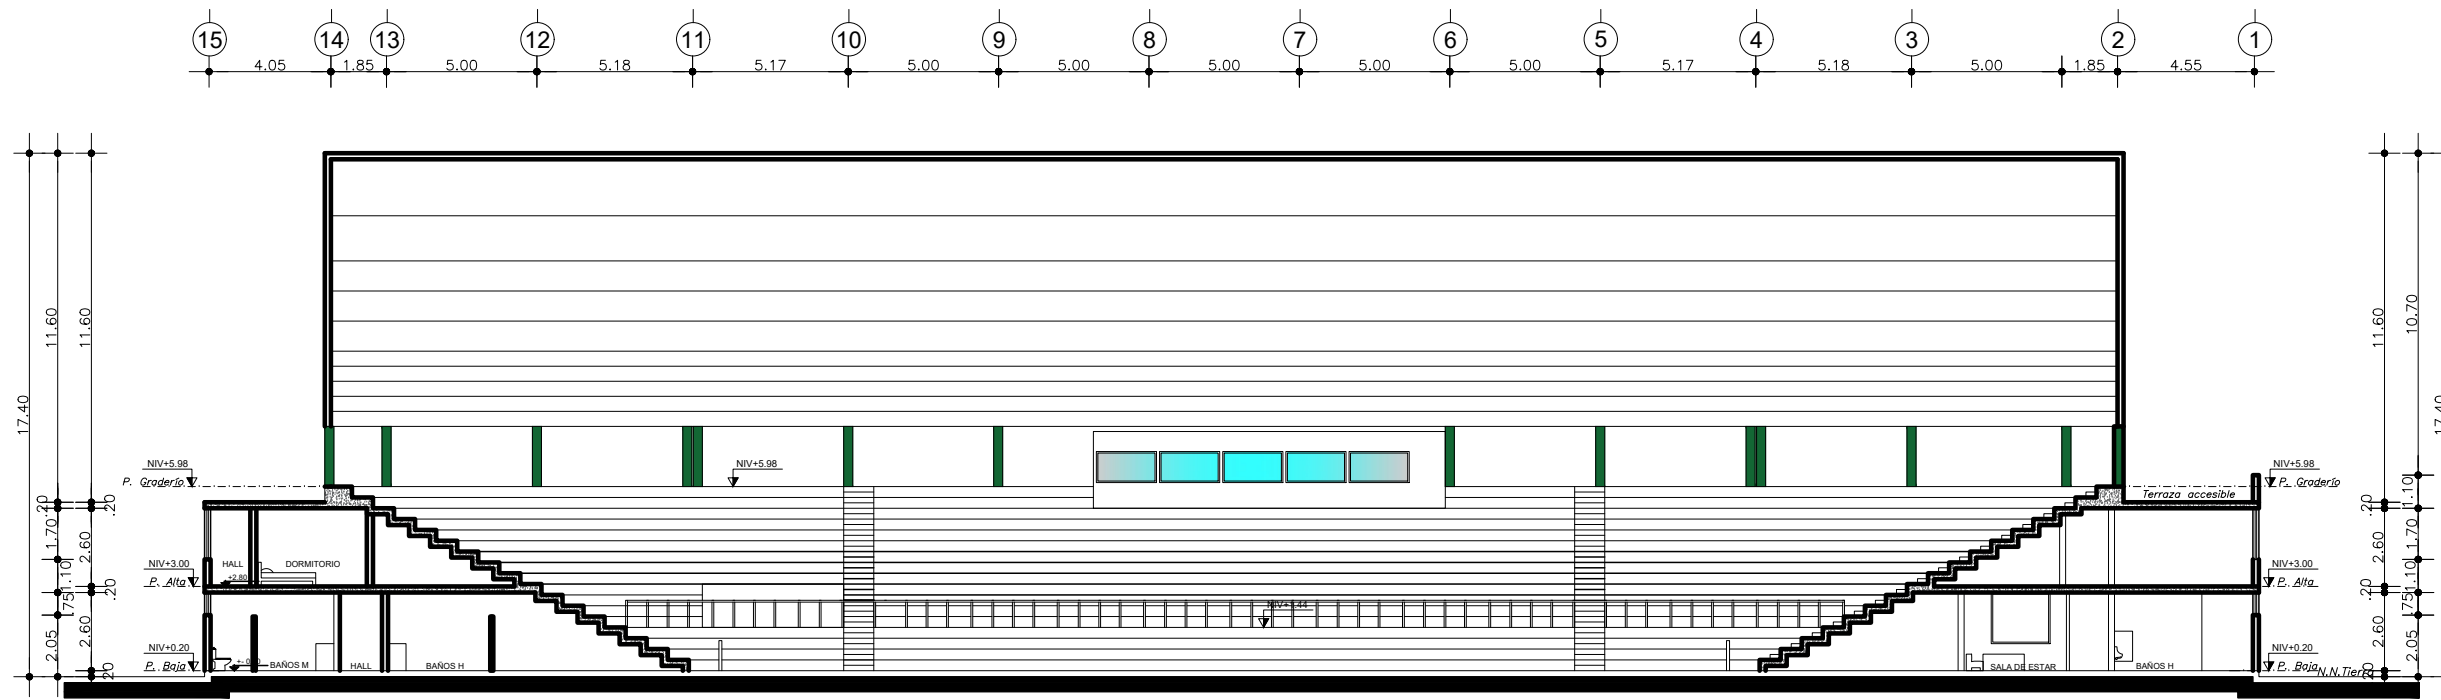 15 14 13 12 11 10 9 8 7 6 5 4 3 2 1
4.05 1.85 5.00 5.18 5.17 5.00 5.00 5.00 5.00 5.00 5.17 5.18 5.00 1.85 4.55
11.60 11.60 11.60 10.70
17.40 17.40
NIV+5.98 NIV+5.98 NIV+5.98
P. Graderío P. Graderío
Terraza accesible
.20 .20 .20 1.10
1.70 2.60 2.60 1.70
NIV+3.00 HALL DORMITORIO NIV+3.00
+2.80
P. Alta P. Alta
1.10 .20 .20 1.10
.75 .75
2.05 2.60 2.60 2.05
NIV+0.20 NIV+0.20
P. Baja BAÑOS M HALL BAÑOS H SALA DE ESTAR BAÑOS H P. Baja
N.N.Tierra
.20 .20